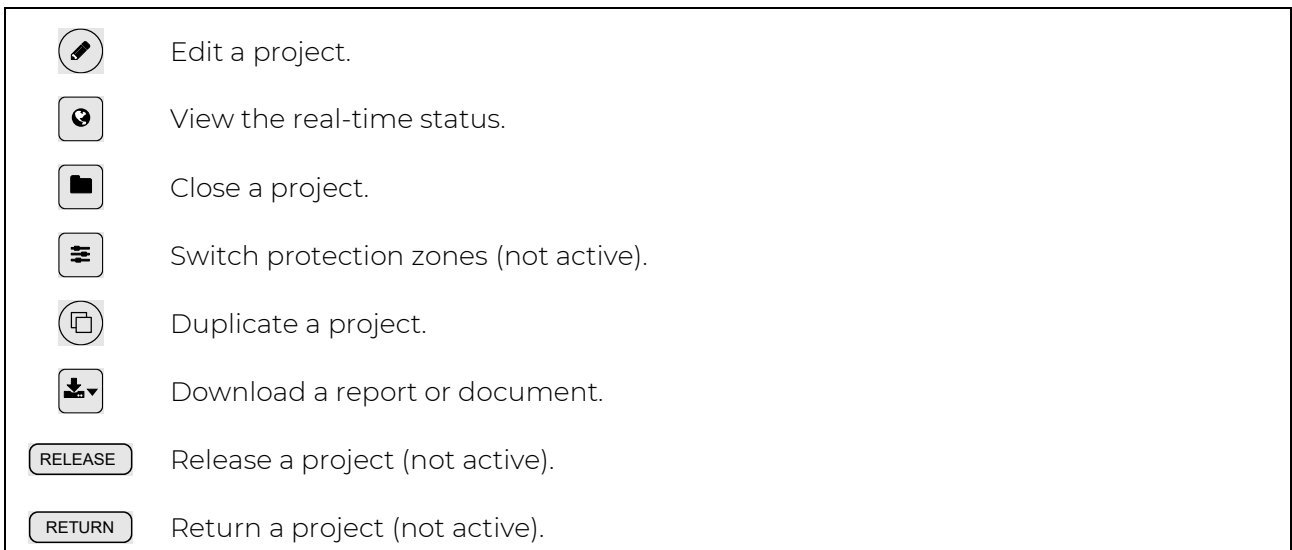 Edit a project.
View the real-time status.
Close a project.
Switch protection zones (not active).
Duplicate a project.
Download a report or document.
RELEASE Release a project (not active).
RETURN Return a project (not active).